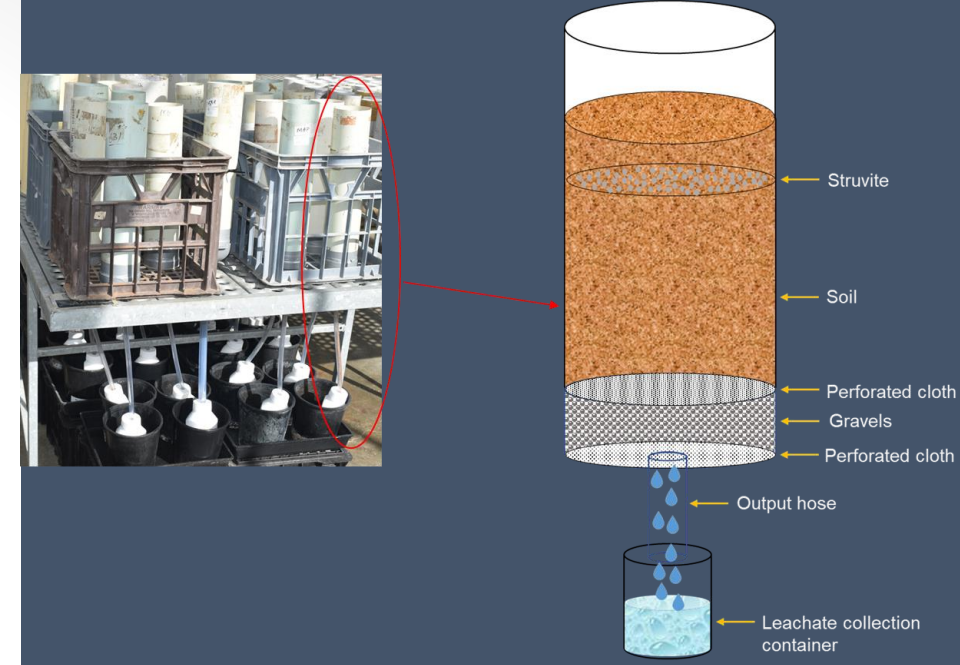 Struvite
Soil
Perforated cloth
Gravels
Perforated cloth
Output hose
Leachate collection
container